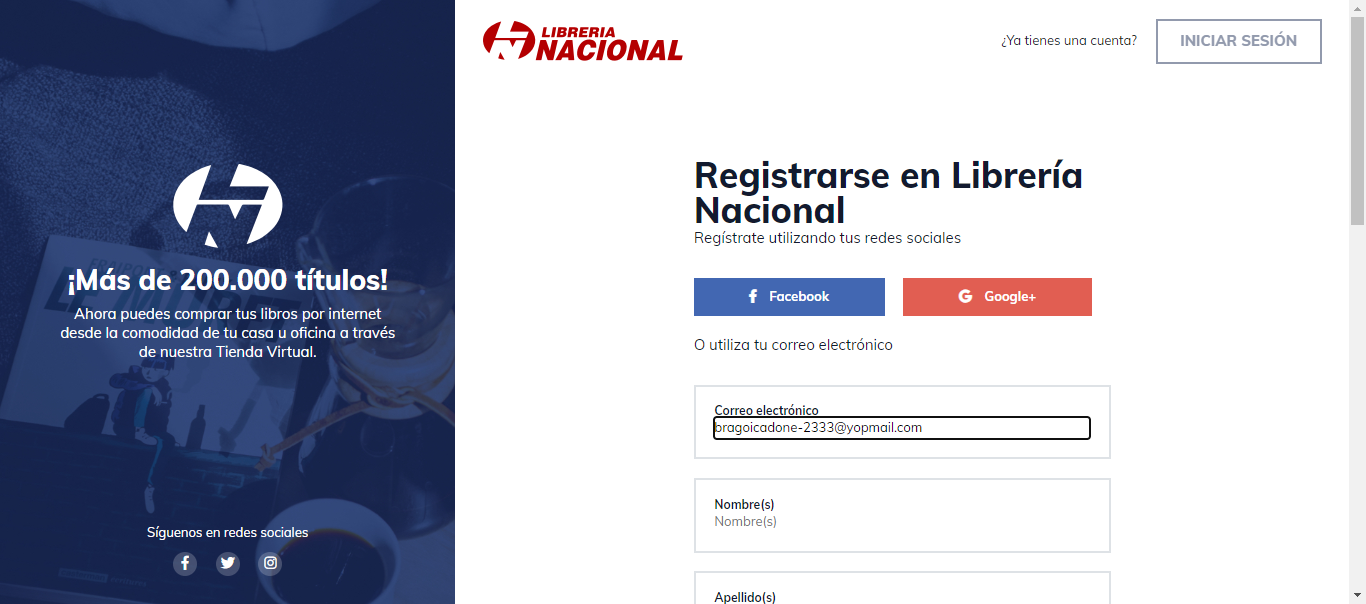 ¡Más de 200.000 títulos!
Ahora puedes comprar tus libros por internet
desde la comodidad de tu casa u oficina a través
de nuestra Tienda Virtual.
Síguenos en redes sociales
LIBRERIA
NACIONAL
¿Ya tienes una cuenta?
INICIAR SESIÓN
Registrarse en Librería
Nacional
Regístrate utilizando tus redes sociales
Facebook
Google+
O utiliza tu correo electrónico
Correo electrónico
bragoicadone-2333@yopmail.com
Nombre(s)
Nombre(s)
Apellido(s)